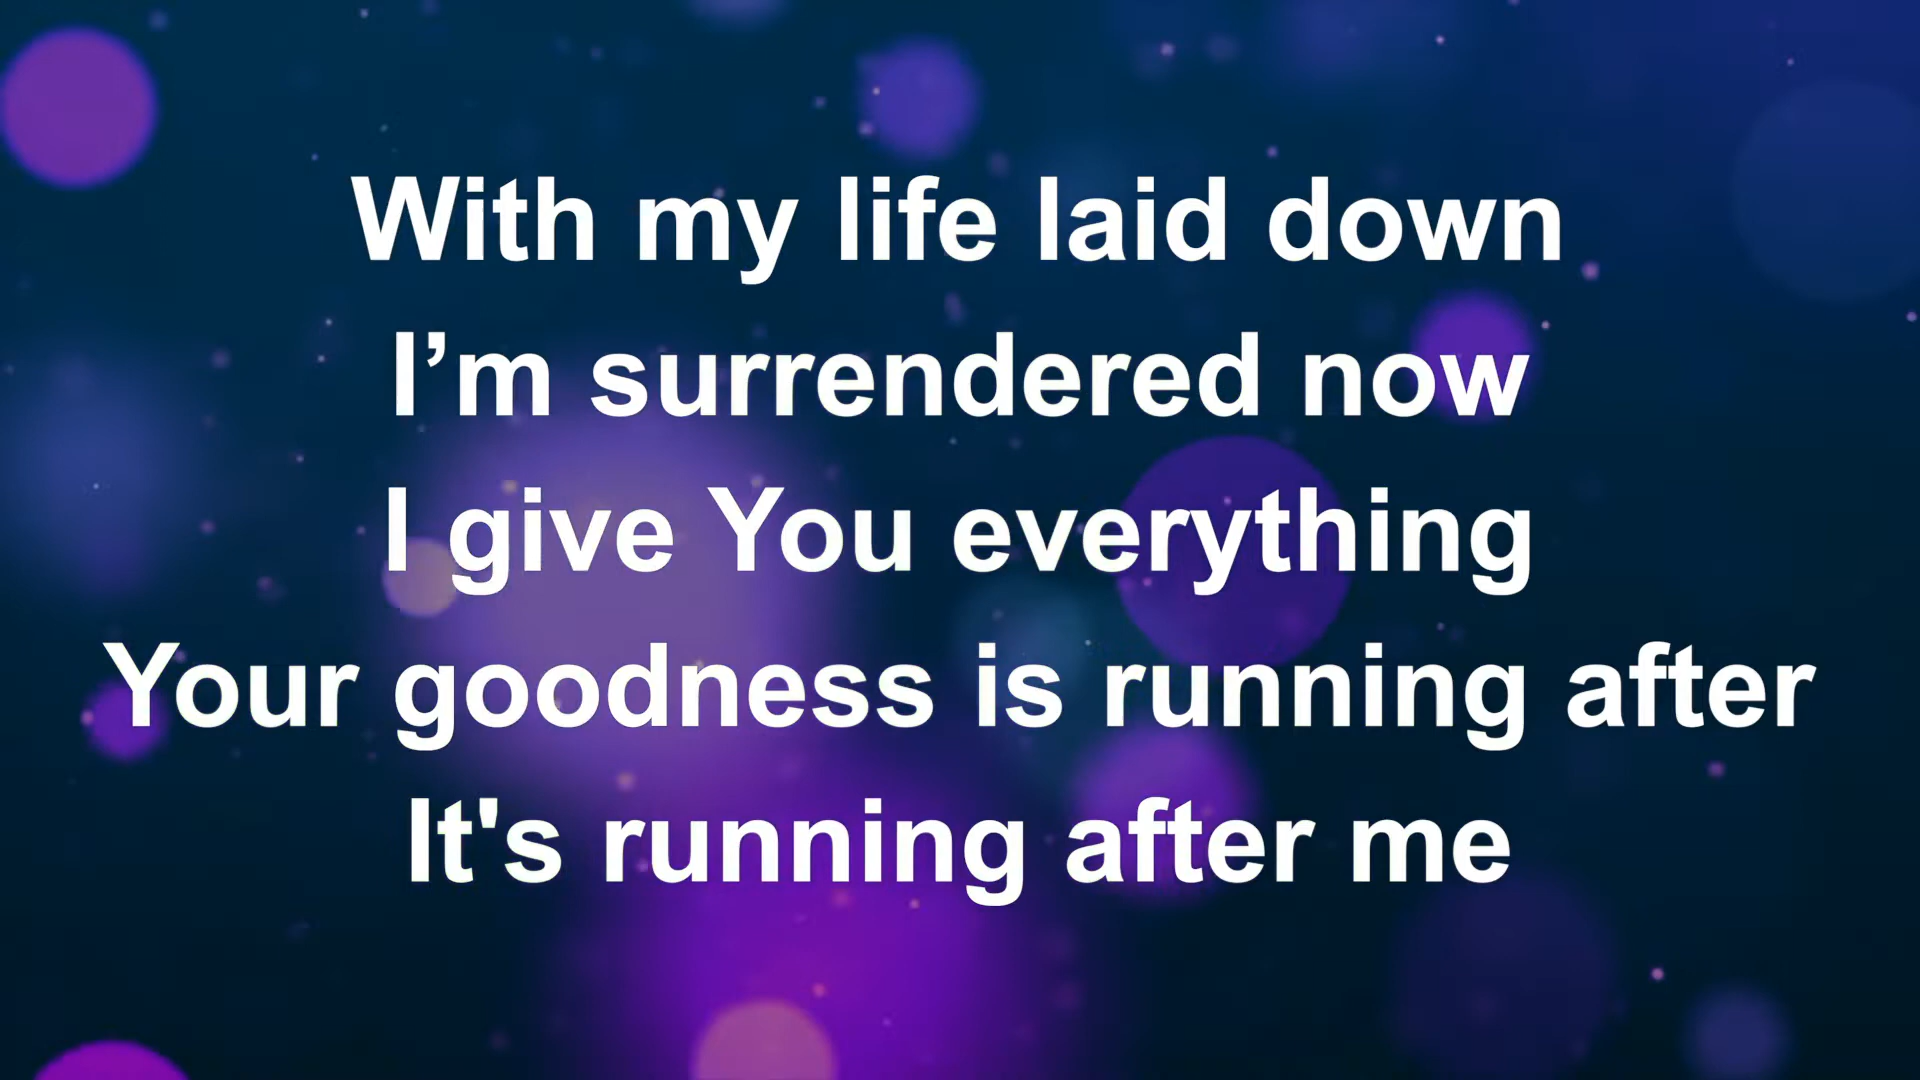 With my life laid down
I’m surrendered now
I give You everything
Your goodness is running after
It's running after me